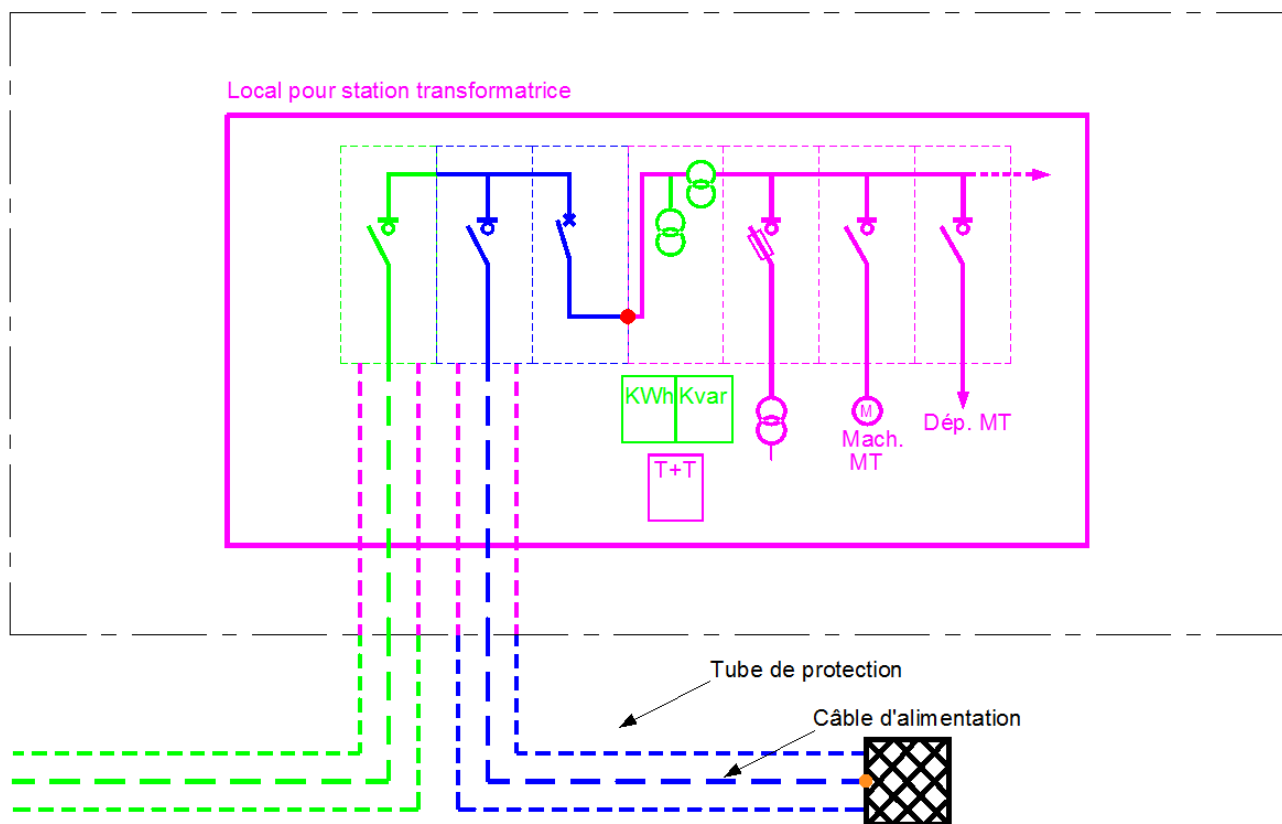 Local pour station transformatrice
KWh Kvar
T+T
M
Mach.
MT
Dép. MT
Tube de protection
Câble d'alimentation